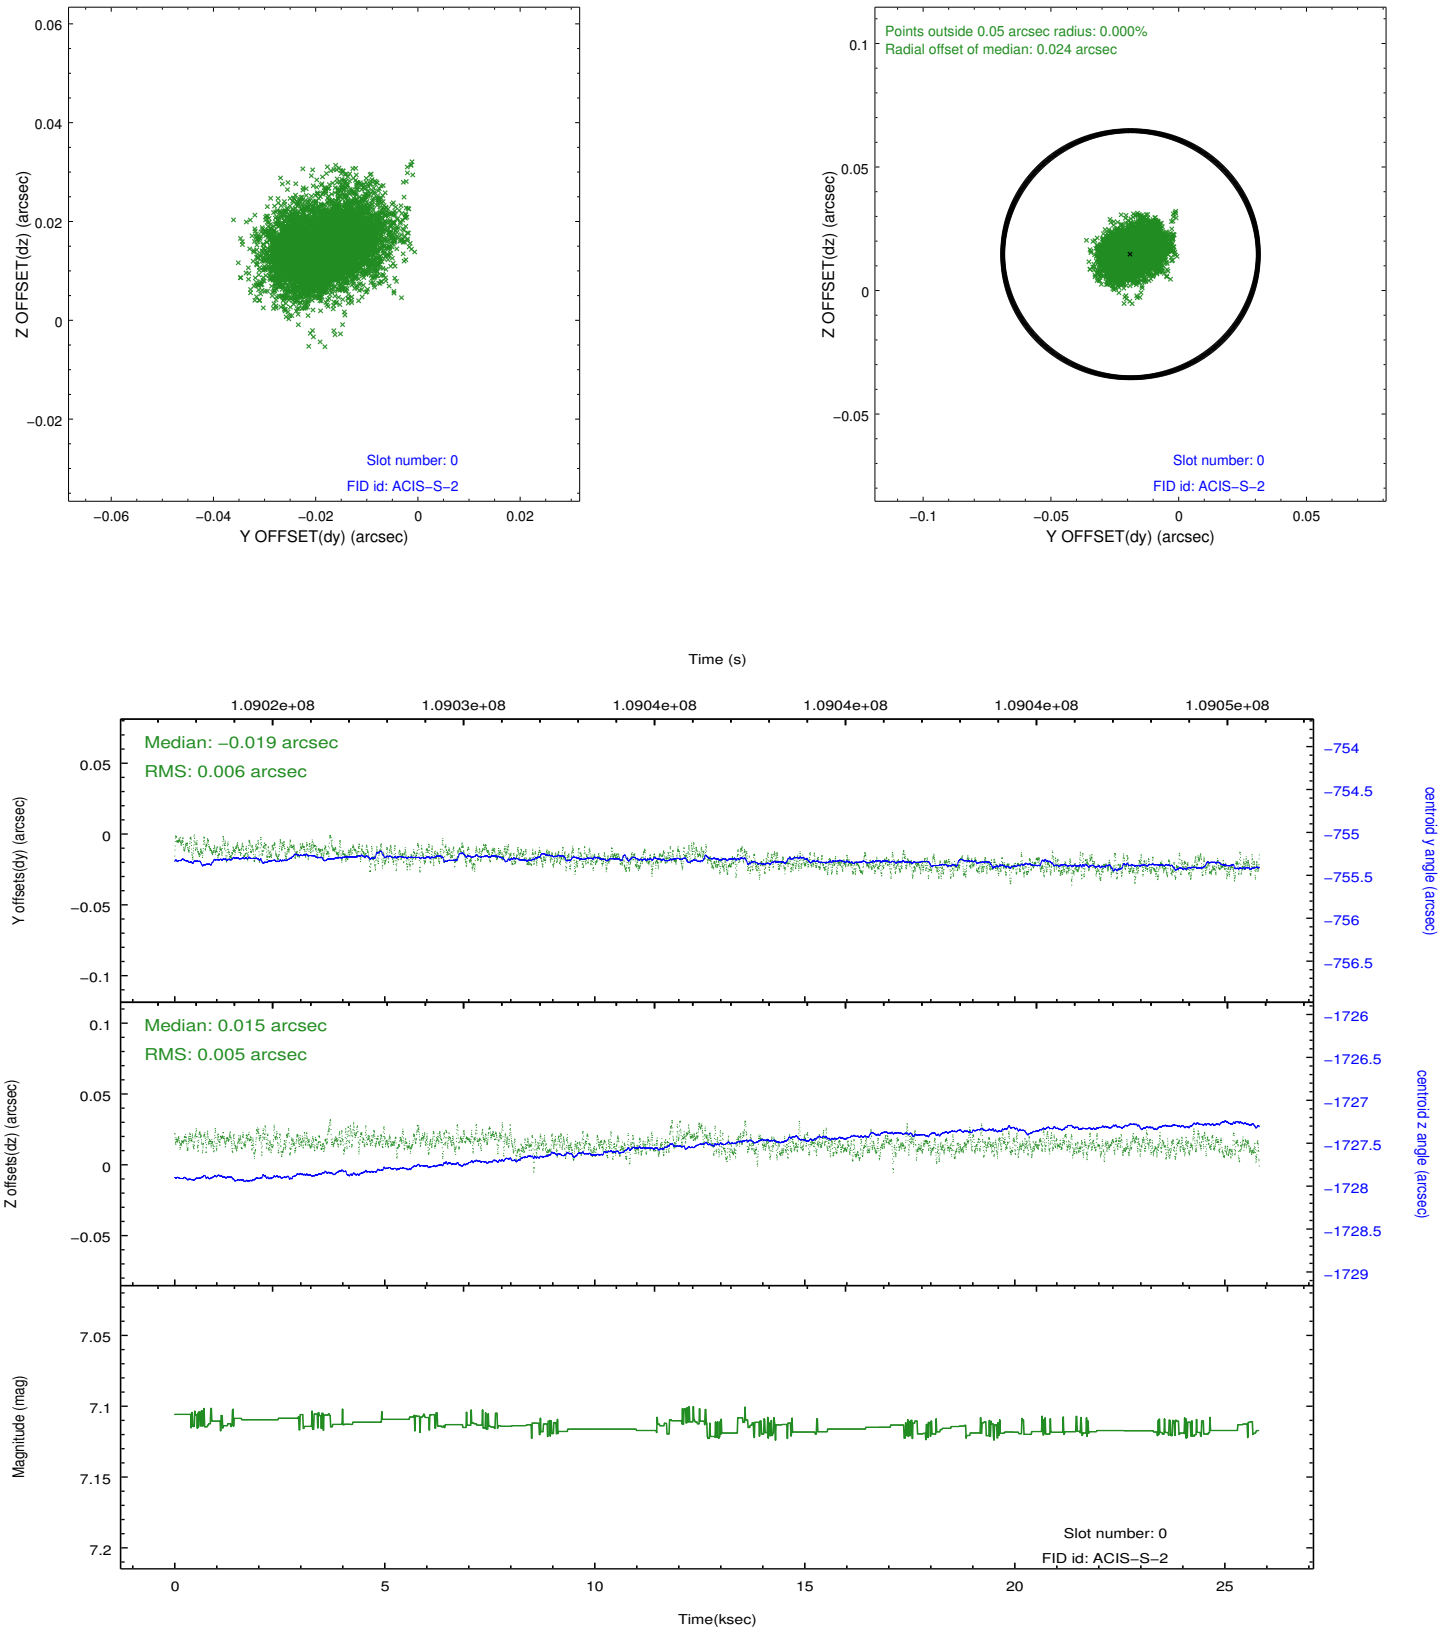 0.06
0.04
0.02
0
−0.02
Z OFFSET(dz) (arcsec)
Slot number: 0
FID id: ACIS−S−2
−0.06
−0.04
−0.02
0
0.02
Y OFFSET(dy) (arcsec)
Points outside 0.05 arcsec radius: 0.000%
Radial offset of median: 0.024 arcsec
0.1
0.05
0
−0.05
Z OFFSET(dz) (arcsec)
Slot number: 0
FID id: ACIS−S−2
−0.1
−0.05
0
0.05
Y OFFSET(dy) (arcsec)
Time (s)
1.0902e+08
1.0903e+08
1.0904e+08
1.0904e+08
1.0904e+08
1.0905e+08
Median: −0.019 arcsec
RMS: 0.006 arcsec
0.05
0
−0.05
−0.1
Y offsets(dy) (arcsec)
−754
−754.5
−755
−755.5
−756
−756.5
centroid y angle (arcsec)
Median: 0.015 arcsec
RMS: 0.005 arcsec
0.1
0.05
0
−0.05
Z offsets(dz) (arcsec)
−1726
−1726.5
−1727
−1727.5
−1728
−1728.5
−1729
centroid z angle (arcsec)
7.05
7.1
7.15
7.2
Magnitude (mag)
Slot number: 0
FID id: ACIS−S−2
0
5
10
15
20
25
Time(ksec)